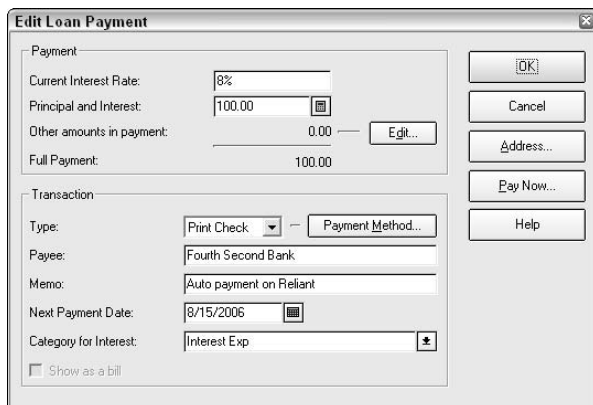 Edit Loan Payment
Payment
Current Interest Rate: 8%
Principal and Interest: 100.00
Other amounts in payment: 0.00 Edit...
Full Payment: 100.00
Transaction
Type: Print Check Payment Method...
Payee: Fourth Second Bank
Memo: Auto payment on Reliant
Next Payment Date: 8/15/2006
Category for Interest: Interest Exp
Show as a bill
OK
Cancel
Address...
Pay Now...
Help